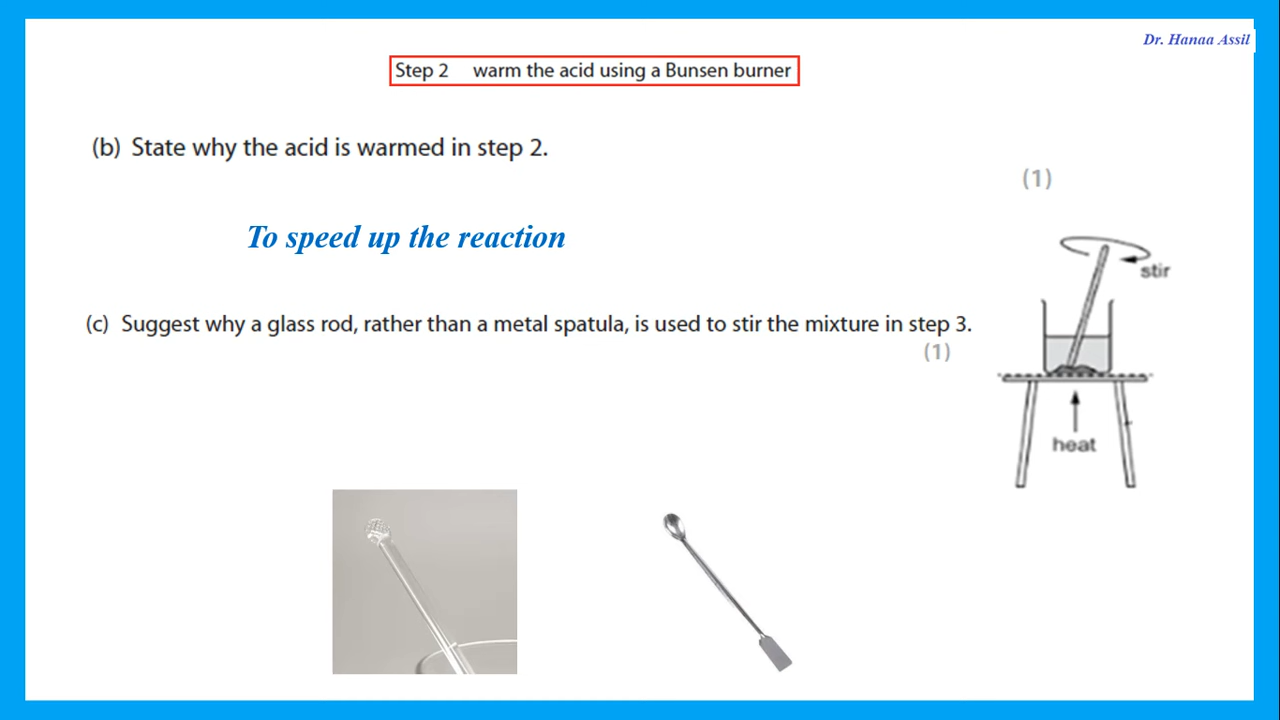 Dr. Hanaa Assil
Step 2 warm the acid using a Bunsen burner
(b) State why the acid is warmed in step 2.
(1)
To speed up the reaction
stir
(c) Suggest why a glass rod, rather than a metal spatula, is used to stir the mixture in step 3.
(1)
heat